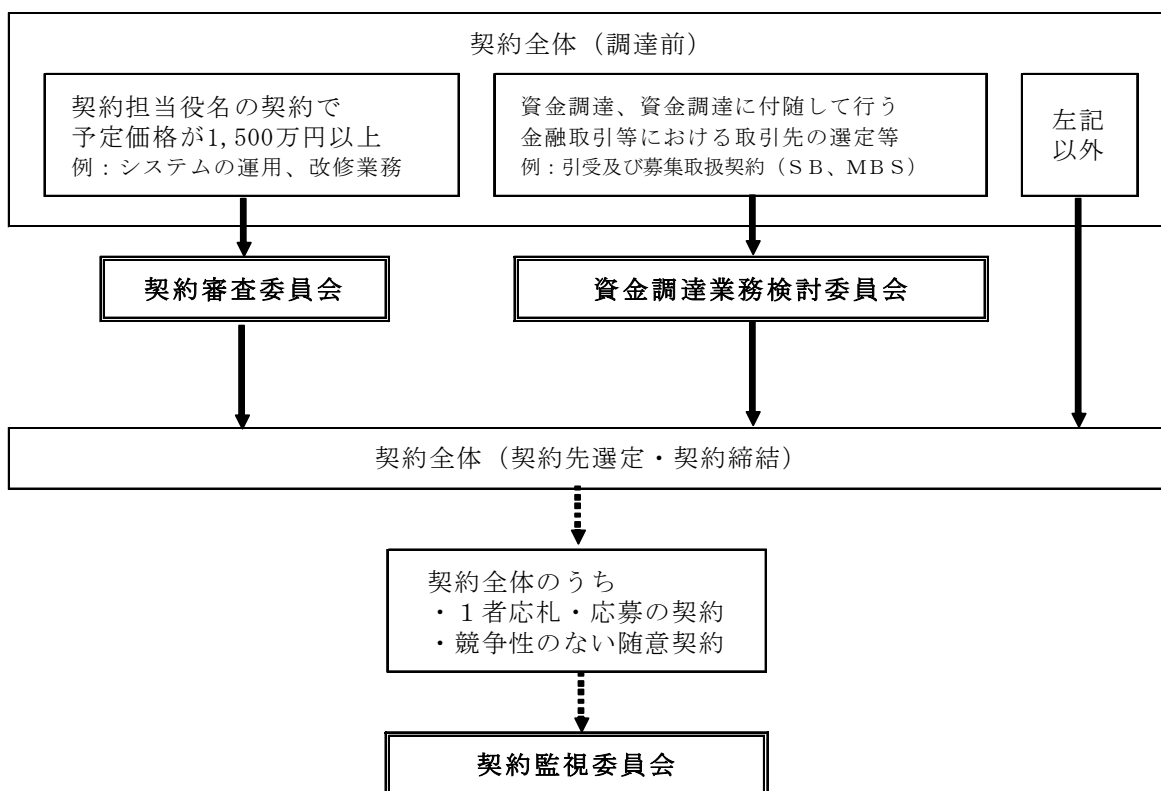 契約全体（調達前）
契約担当役名の契約で
予定価格が1,500万円以上
例：システムの運用、改修業務
資金調達、資金調達に付随して行う
金融取引等における取引先の選定等
例：引受及び募集取扱契約（ＳＢ、ＭＢＳ）
左記
以外
契約審査委員会
資金調達業務検討委員会
契約全体（契約先選定・契約締結）
契約全体のうち
・１者応札・応募の契約
・競争性のない随意契約
契約監視委員会